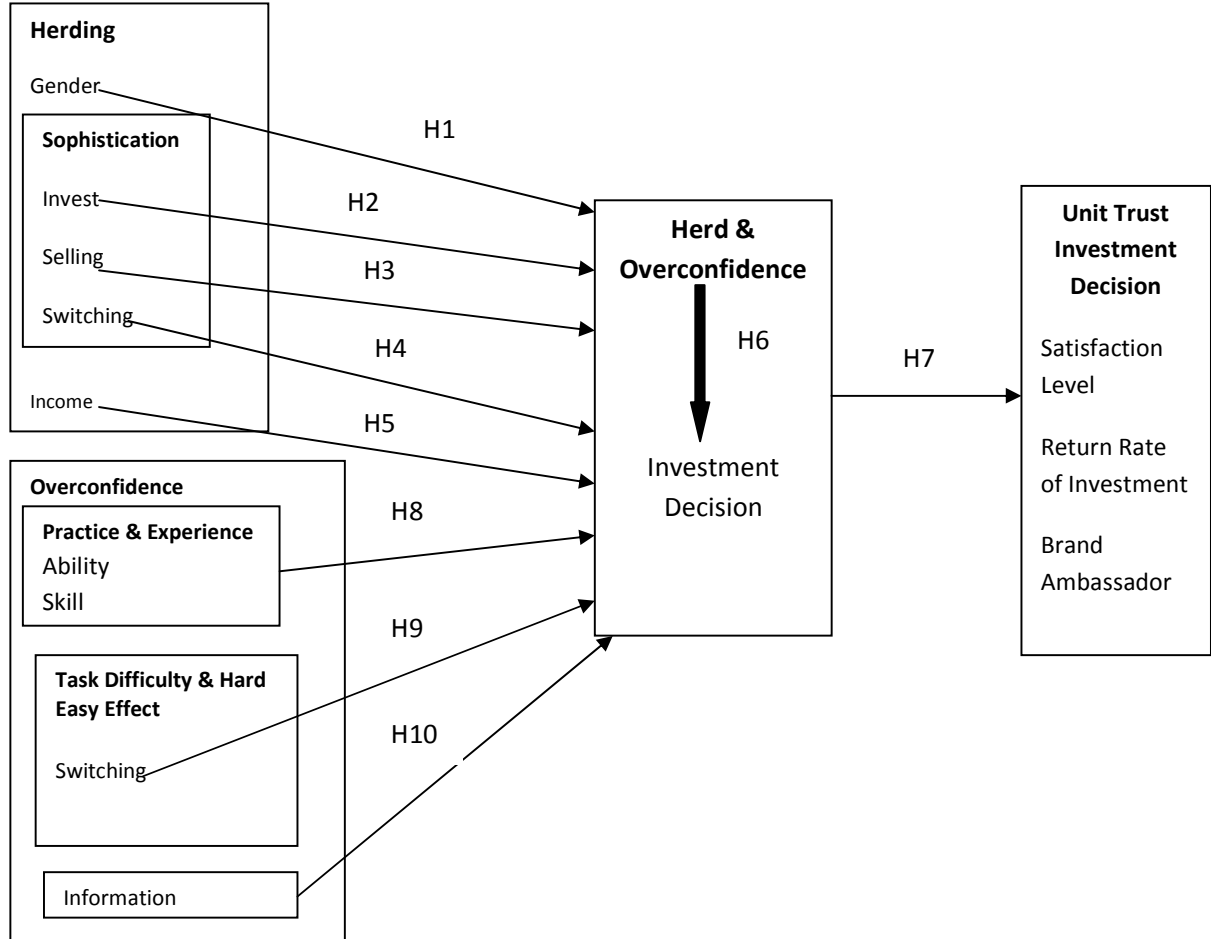 Herding
Gender
H1
Sophistication
Invest
H2
Selling
H3
Switching
H4
Income
H5
Overconfidence
Practice & Experience
Ability
Skill
H8
Task Difficulty & Hard
Easy Effect
Switching
H9
Information
H10
Herd &
Overconfidence
H6
Investment
Decision
H7
Unit Trust
Investment
Decision
Satisfaction
Level
Return Rate
of Investment
Brand
Ambassador